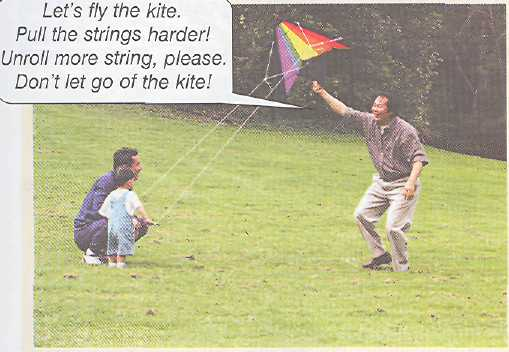 Let's fly the kite.
Pull the strings harder!
Unroll more string, please.
Don't let go of the kite!